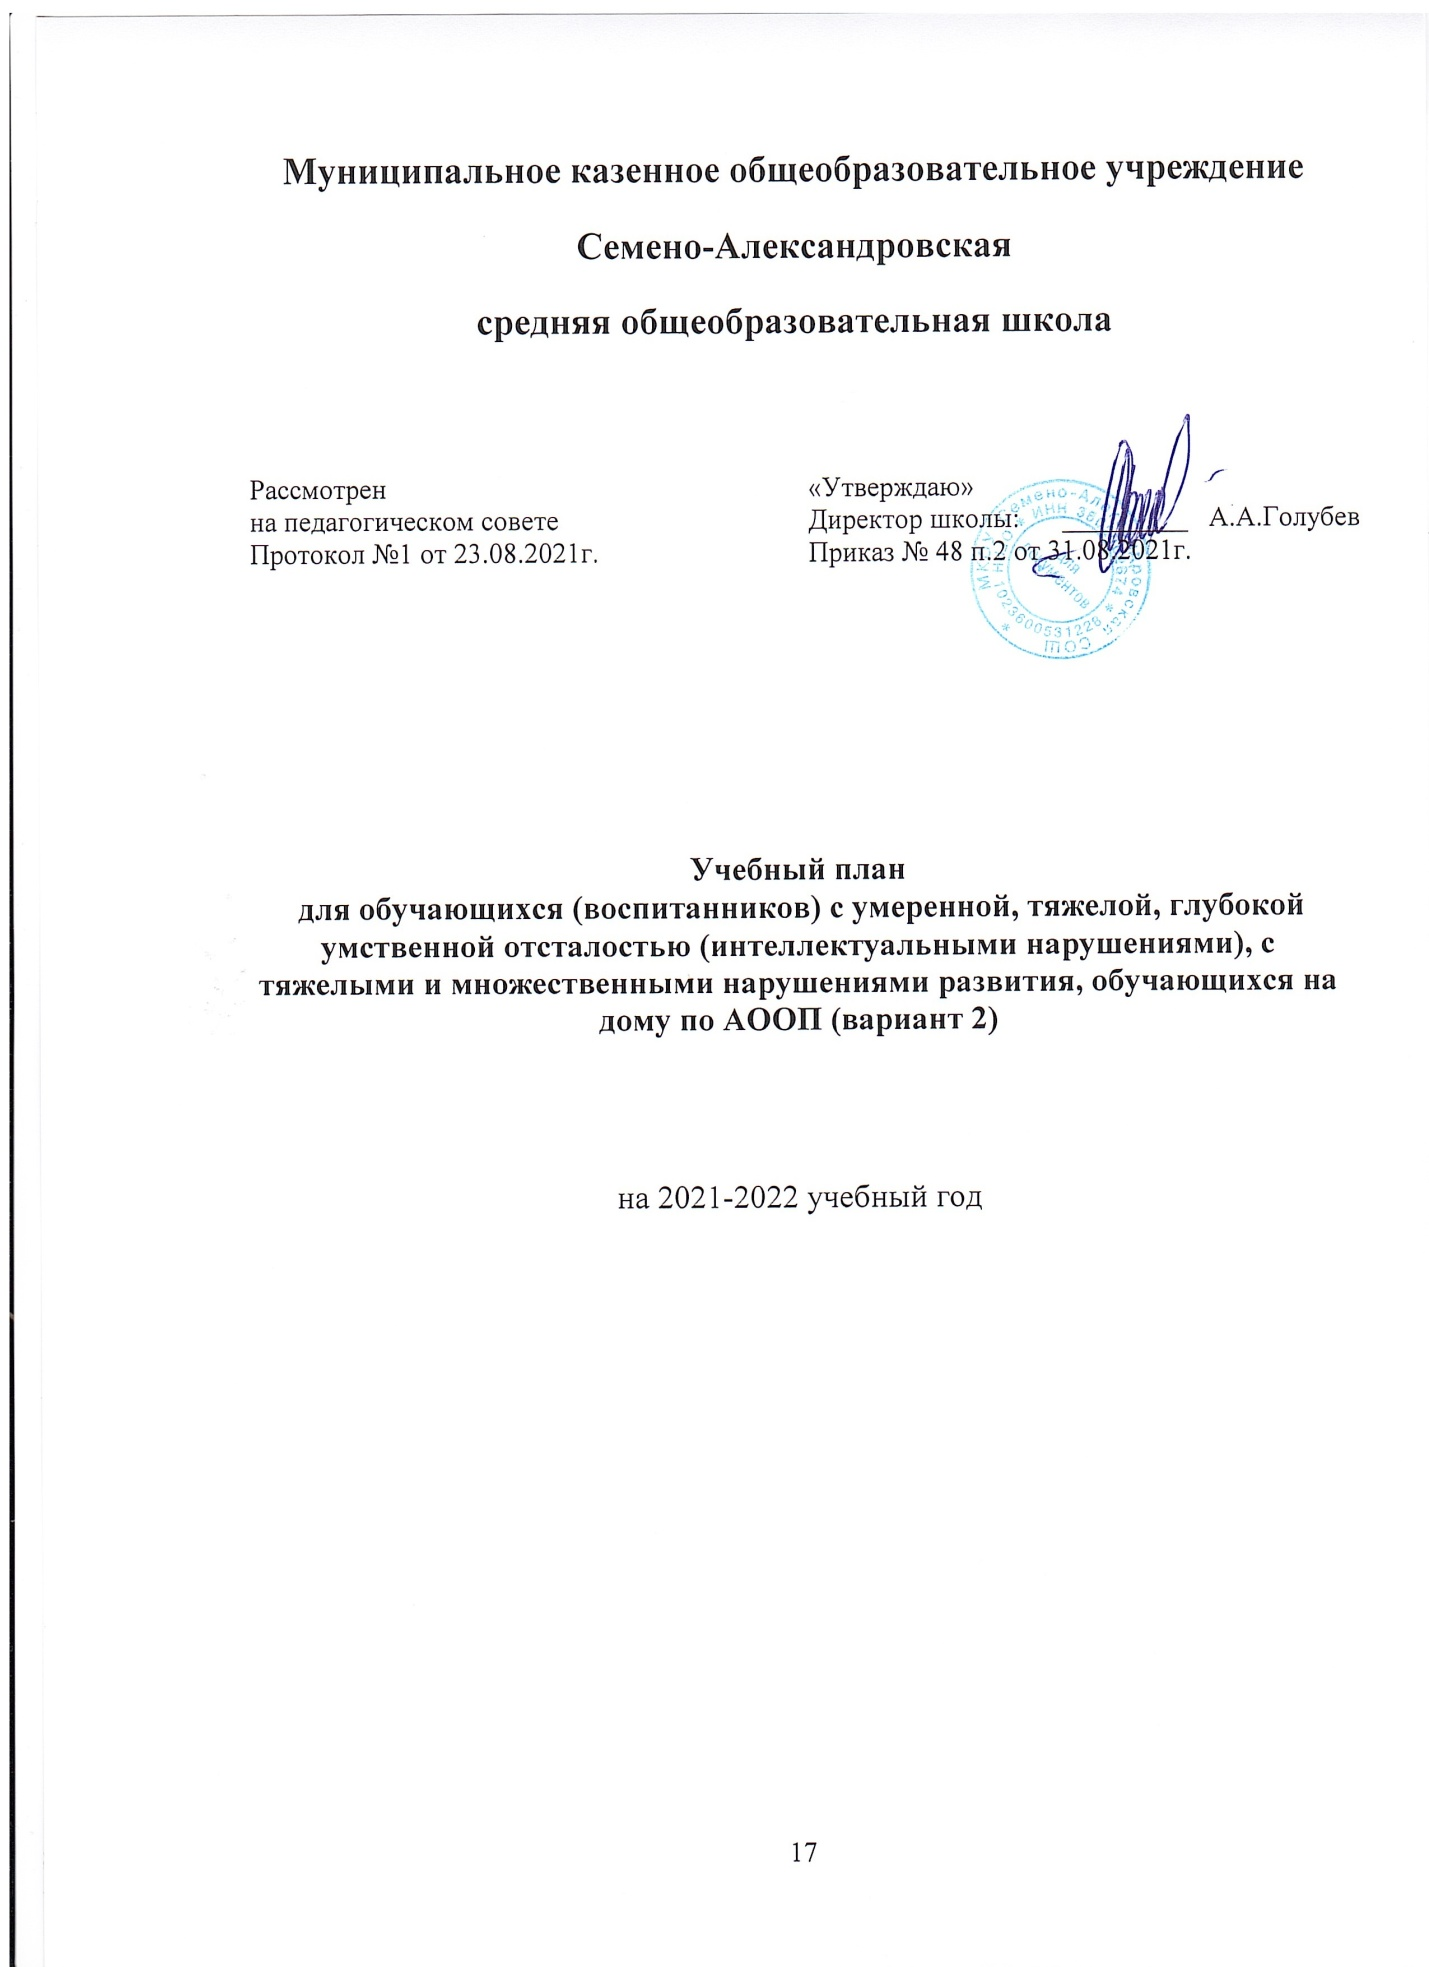 Муниципальное казенное общеобразовательное учреждение
Семено-Александровская
средняя общеобразовательная школа
Рассмотрен
на педагогическом совете
Протокол №1 от 23.08.2021г.
«Утверждаю»
Директор школы: А.А.Голубев
Приказ № 48 п.2 от 31.08.2021г.
СОШ
1023600531226
Учебный план
для обучающихся (воспитанников) с умеренной, тяжелой, глубокой
умственной отсталостью (интеллектуальными нарушениями), с
тяжелыми и множественными нарушениями развития, обучающихся на
дому по АООП (вариант 2)
на 2021-2022 учебный год
17